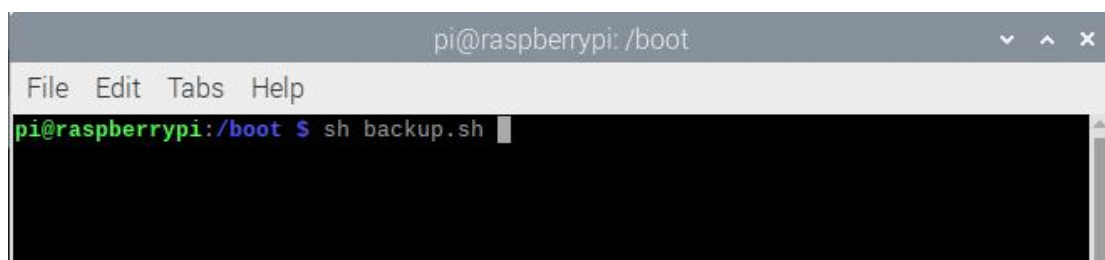 pi@raspberrypi: /boot
File Edit Tabs Help
pi@raspberrypi:/boot $ sh backup.sh